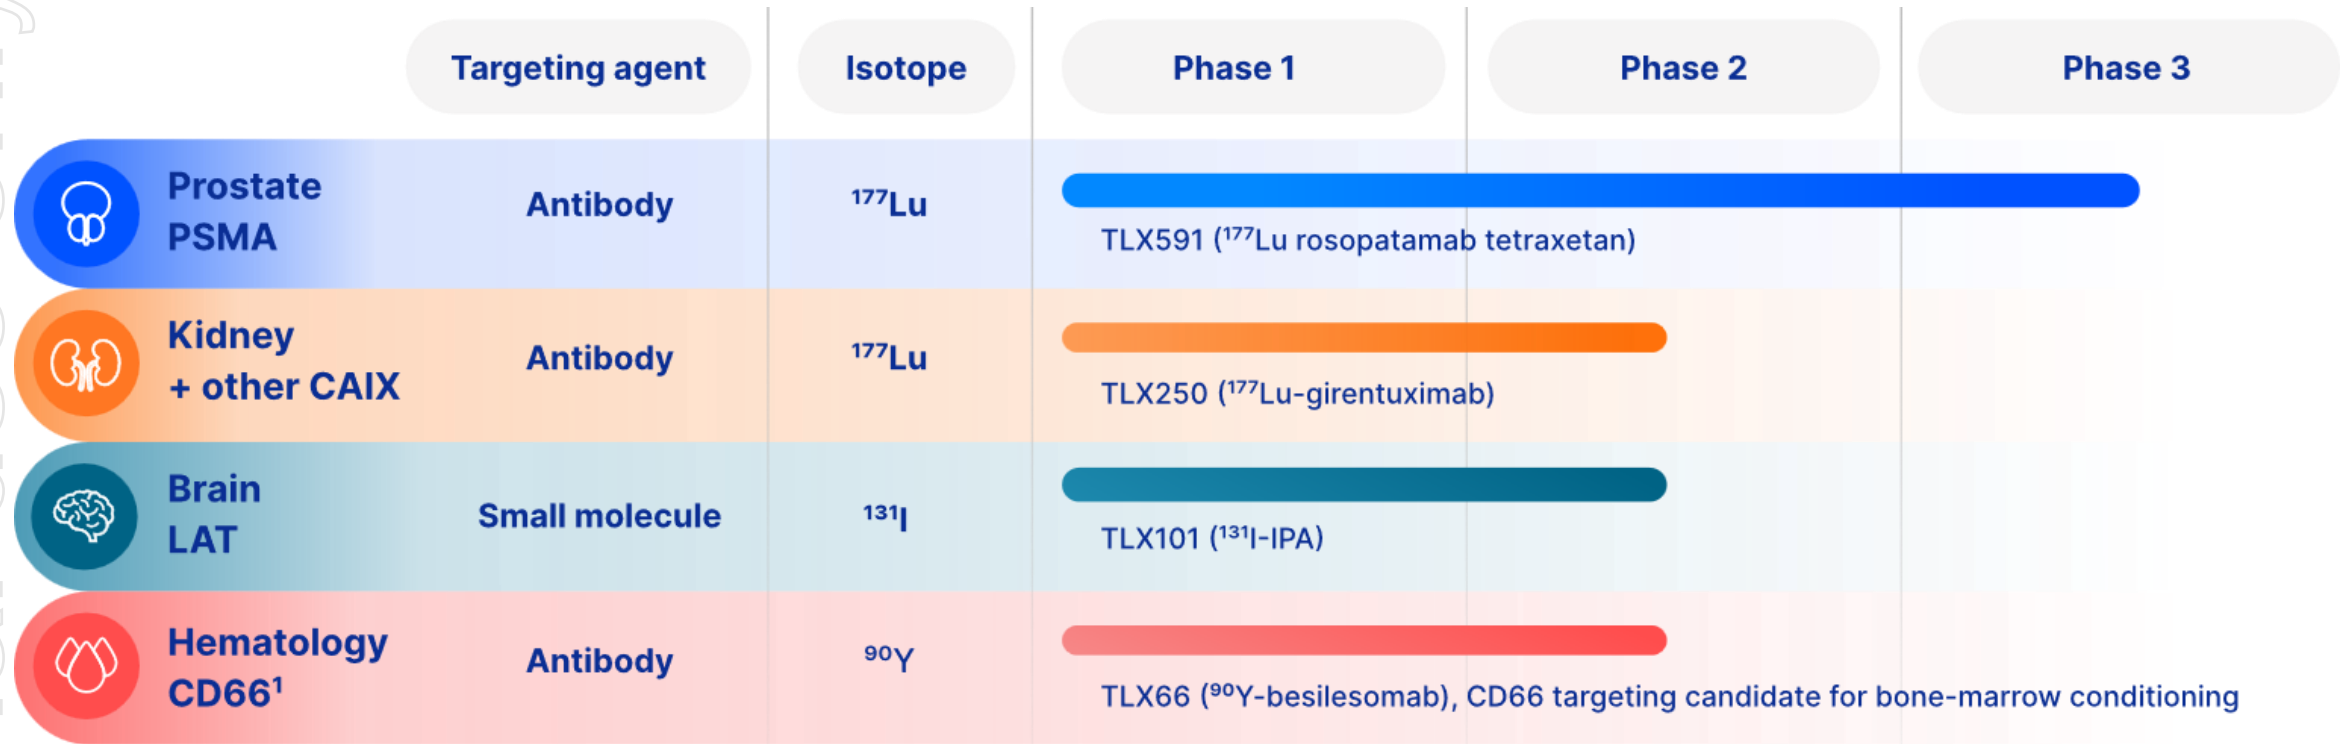 Targeting agent Isotope Phase 1 Phase 2 Phase 3
Prostate
PSMA
Antibody
¹⁷⁷Lu
TLX591 (¹⁷⁷Lu rosopatamab tetraxetan)
Kidney
+ other CAIX
Antibody
¹⁷⁷Lu
TLX250 (¹⁷⁷Lu-girentuximab)
Brain
LAT
Small molecule
¹³¹I
TLX101 (¹³¹I-IPA)
Hematology
CD66¹
Antibody
⁹⁰Y
TLX66 (⁹⁰Y-besilesomab), CD66 targeting candidate for bone-marrow conditioning